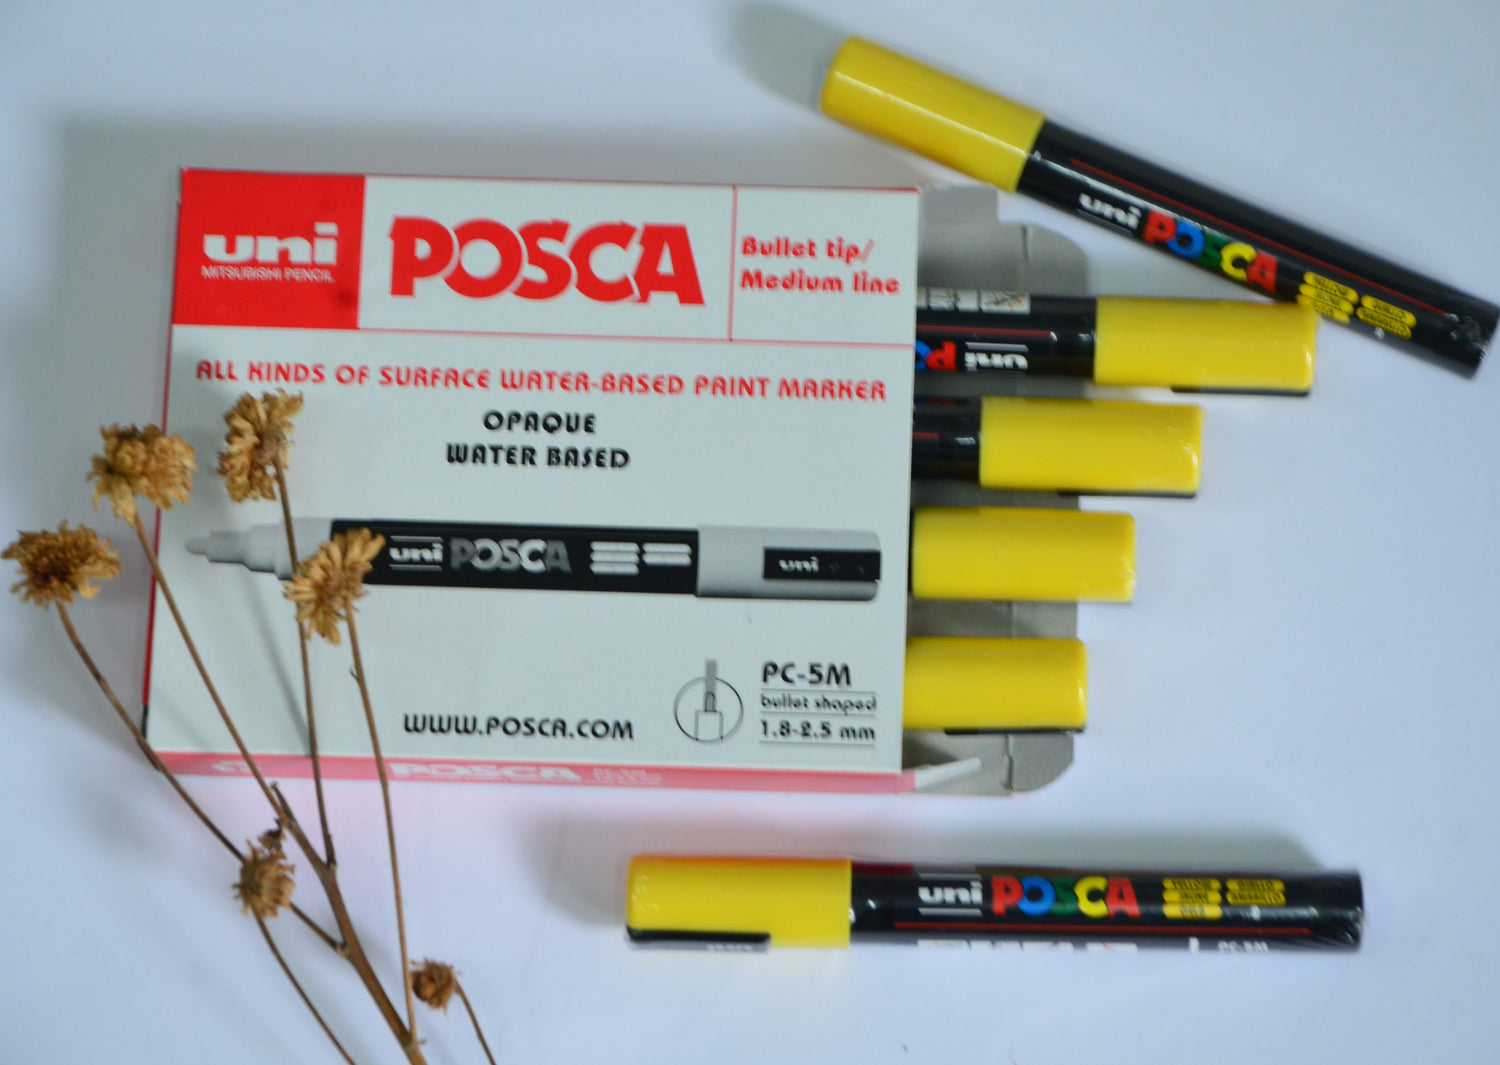 uni
MITSUBISHI PENCIL
POSCA
Bullet tip/
Medium line
ALL KINDS OF SURFACE WATER-BASED PAINT MARKER
OPAQUE
WATER BASED
uni POSCA
uni
PC-5M
bullet shaped
1.8-2.5 mm
WWW.POSCA.COM
POSCA
uni POSCA
uni
uni POSCA
PC-5M